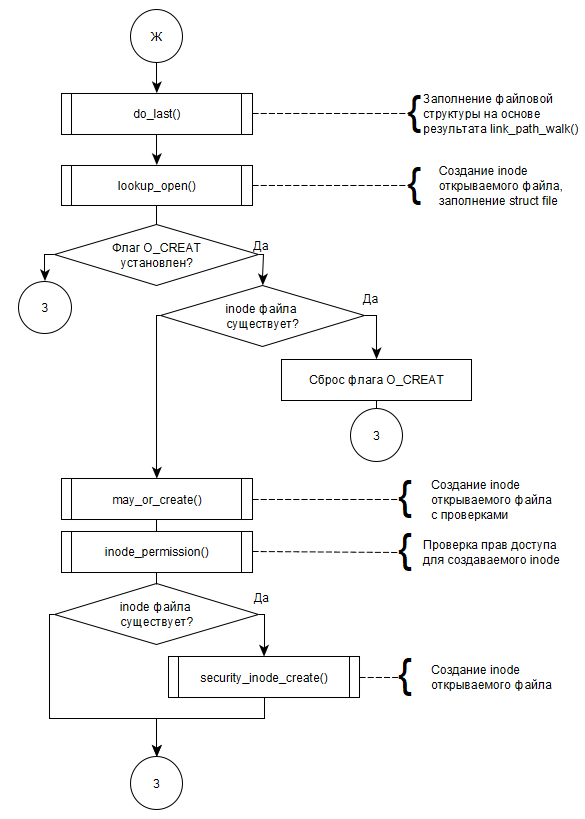 Ж
do_last()
Заполнение файловой
структуры на основе
результата link_path_walk()
lookup_open()
Создание inode
открываемого файла,
заполнение struct file
Флаг O_CREAT
установлен?
Да
З
inode файла
существует?
Да
Сброс флага O_CREAT
З
may_or_create()
Создание inode
открываемого файла
с проверками
inode_permission()
Проверка прав доступа
для создаваемого inode
inode файла
существует?
Да
security_inode_create()
Создание inode
открываемого файла
З